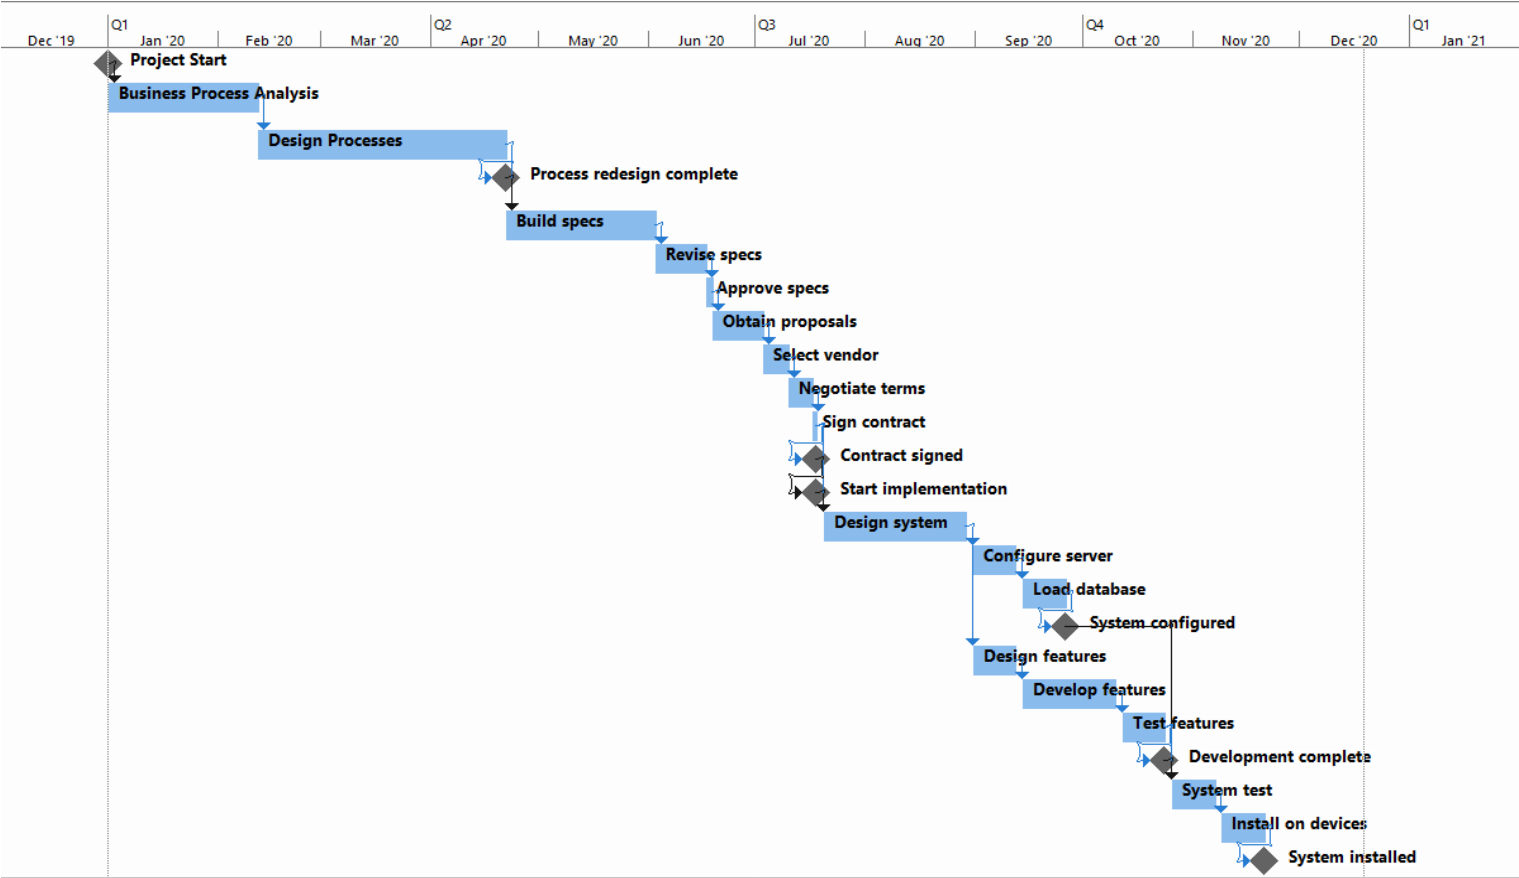 Q1 Q2 Q3 Q4 Q1
Dec '19 Jan '20 Feb '20 Mar '20 Apr '20 May '20 Jun '20 Jul '20 Aug '20 Sep '20 Oct '20 Nov '20 Dec '20 Jan '21
Project Start
Business Process Analysis
Design Processes
Process redesign complete
Build specs
Revise specs
Approve specs
Obtain proposals
Select vendor
Negotiate terms
Sign contract
Contract signed
Start implementation
Design system
Configure server
Load database
System configured
Design features
Develop features
Test features
Development complete
System test
Install on devices
System installed